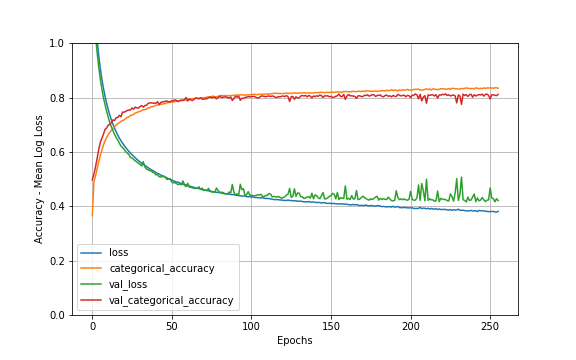 1.0
0.8
0.6
0.4
0.2
0.0
Accuracy - Mean Log Loss
loss
categorical_accuracy
val_loss
val_categorical_accuracy
0 50 100 150 200 250
Epochs